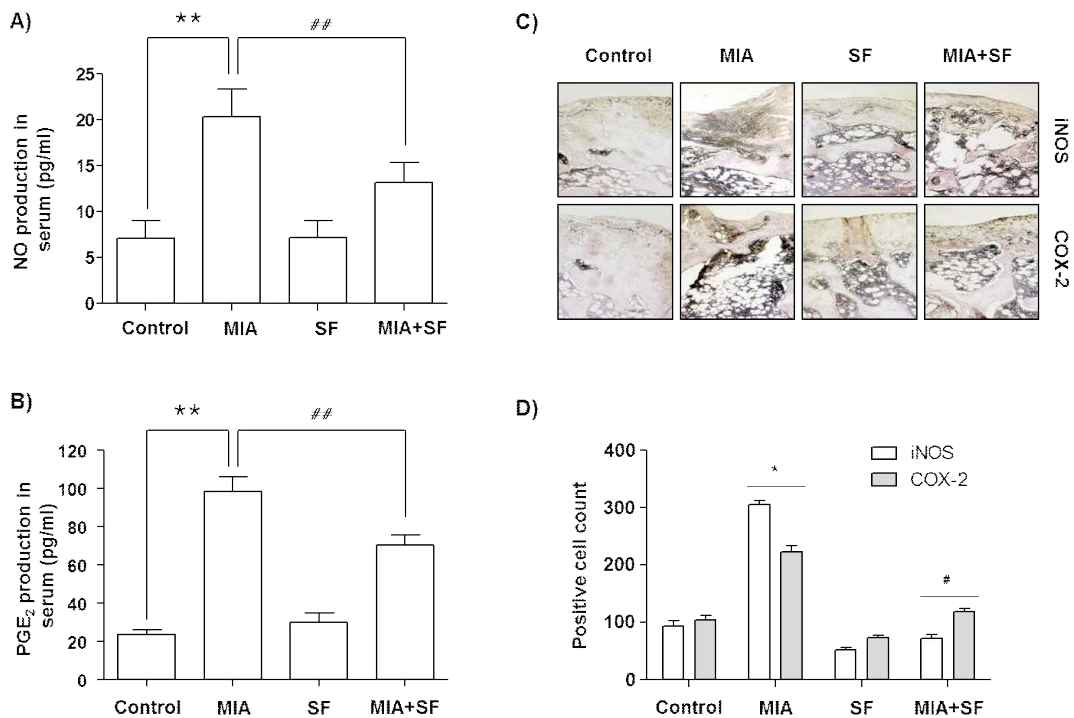 A)
** ##
NO production in
serum (pg/ml)
25
20
15
10
5
0
Control MIA SF MIA+SF
B)
** ##
PGE₂ production in
serum (pg/ml)
120
100
80
60
40
20
0
Control MIA SF MIA+SF
C)
Control MIA SF MIA+SF
iNOS
COX-2
D)
iNOS
COX-2
* #
Positive cell count
400
300
200
100
0
Control MIA SF MIA+SF